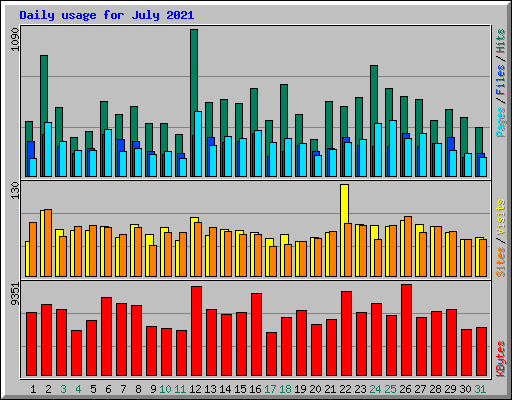 Daily usage for July 2021
1090
Pages / Files / Hits
130
Sites / Visits
9351
KBytes
1 2 3 4 5 6 7 8 9 10 11 12 13 14 15 16 17 18 19 20 21 22 23 24 25 26 27 28 29 30 31